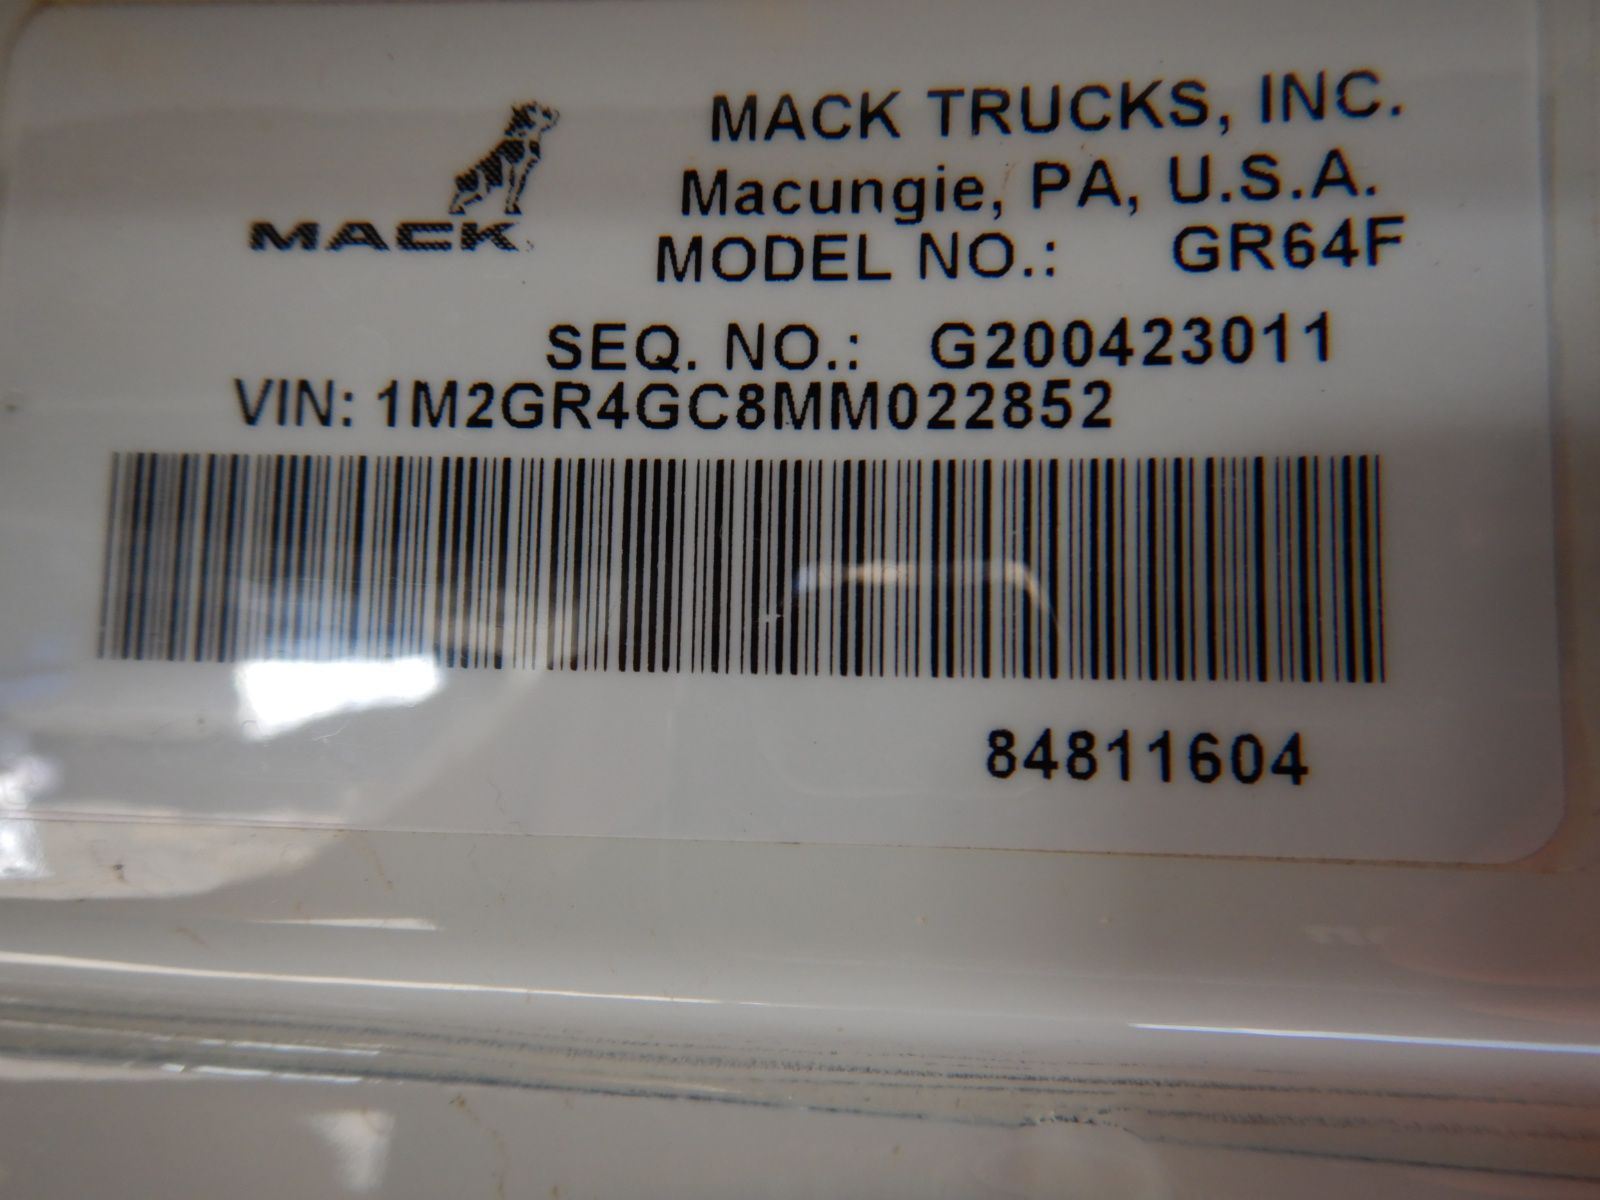 MACK
MACK TRUCKS, INC.
Macungie, PA, U.S.A.
MODEL NO.: GR64F
SEQ. NO.: G200423011
VIN: 1M2GR4GC8MM022852
84811604